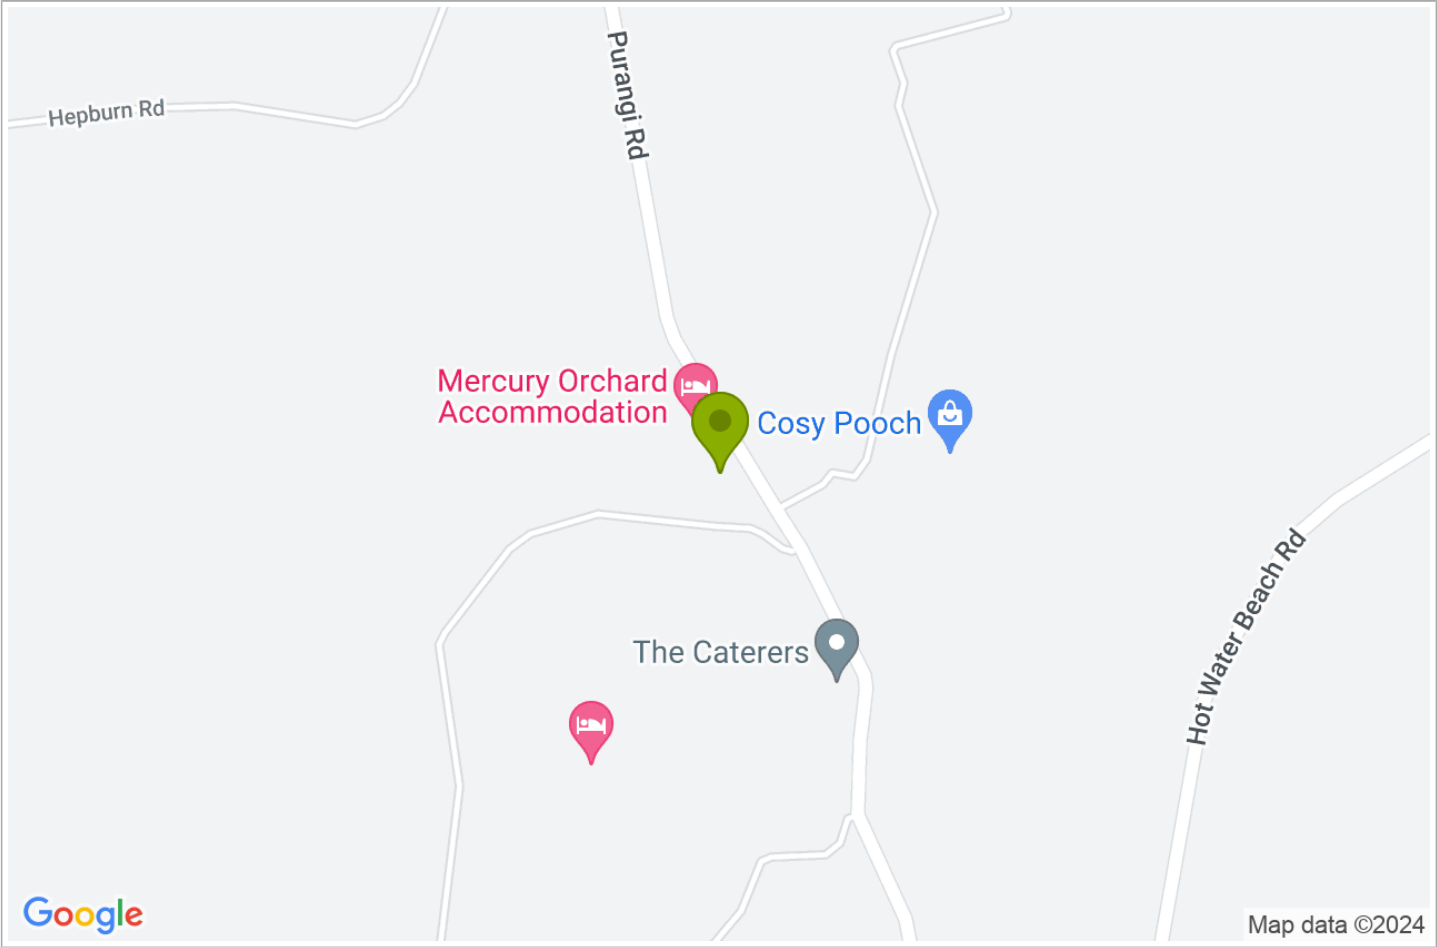 Purangi Rd
Hepburn Rd
Mercury Orchard
Accommodation
Cosy Pooch
Hot Water Beach Rd
The Caterers
Google
Map data ©2024